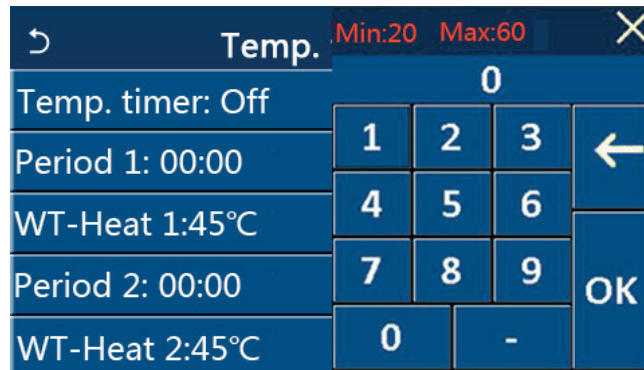 Temp.
Temp. timer: Off
Period 1: 00:00
WT-Heat 1:45℃
Period 2: 00:00
WT-Heat 2:45℃
Min:20 Max:60
0
1 2 3
4 5 6
7 8 9
OK
0 -